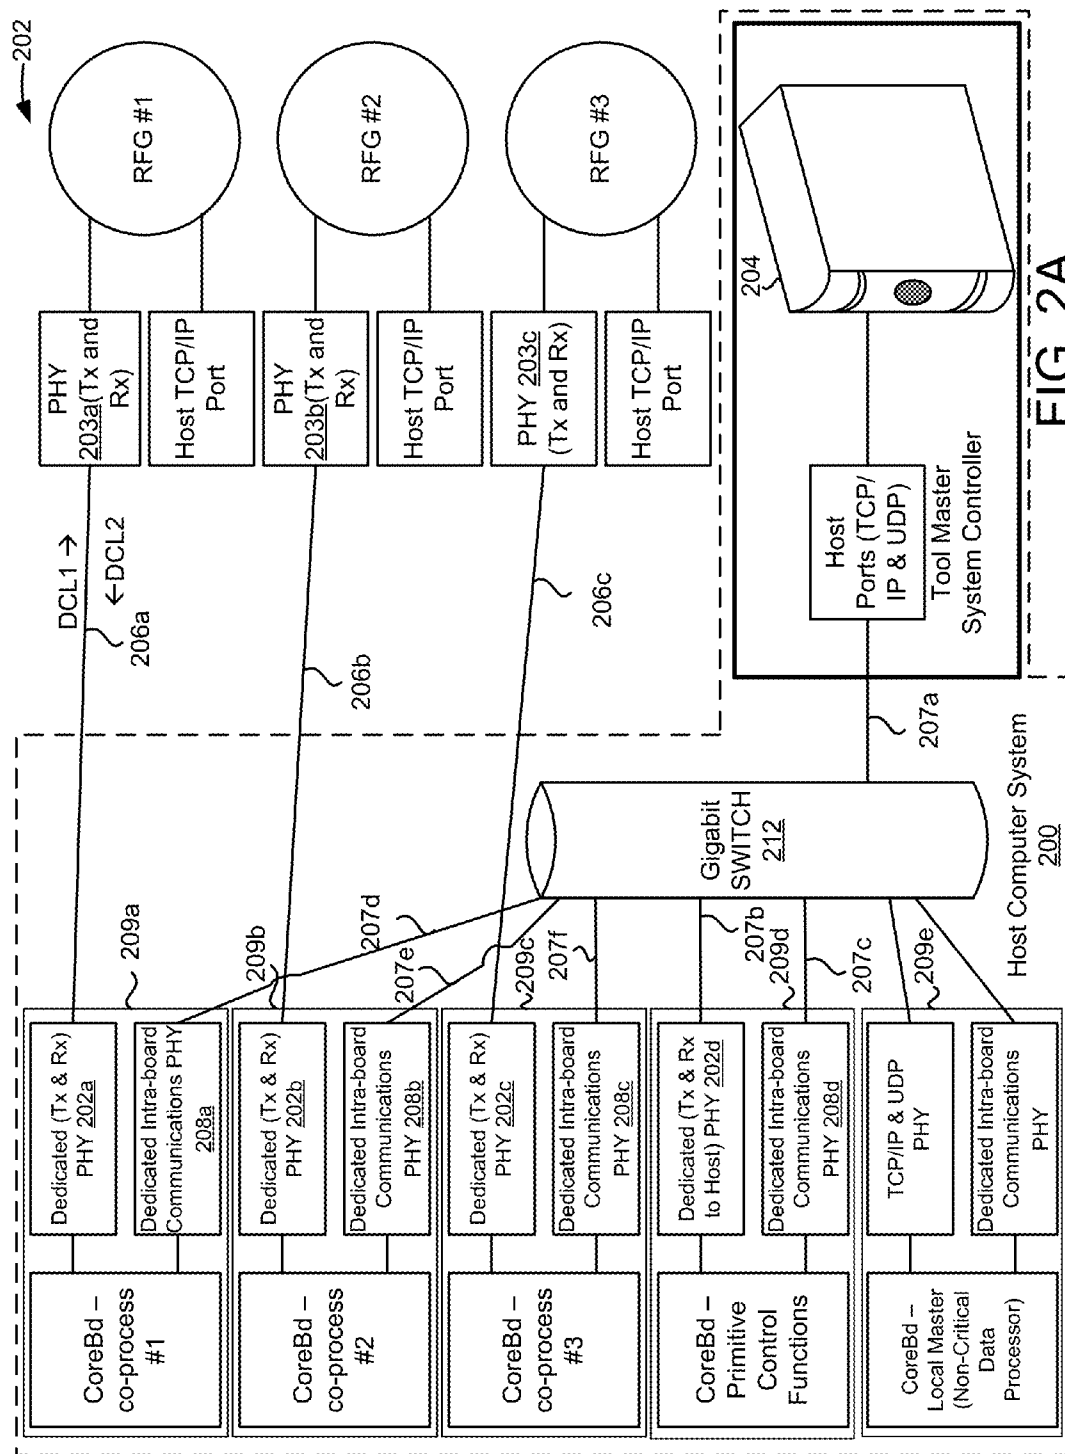 202
RFG #1
RFG #2
RFG #3
PHY
203a(Tx and
Rx)
Host TCP/IP
Port
PHY
203b(Tx and
Rx)
Host TCP/IP
Port
PHY 203c
(Tx and Rx)
Host TCP/IP
Port
DCL1 →
←DCL2
206a
206b
206c
204
Host
Ports (TCP/
IP & UDP)
Tool Master
System Controller
207a
Gigabit
SWITCH
212
Host Computer System
200
209a
207d
209b
207e
209c
207f
207b
209d
207c
209e
Dedicated (Tx & Rx)
PHY 202a
Dedicated Intra-board
Communications PHY
208a
Dedicated (Tx & Rx)
PHY 202b
Dedicated Intra-board
Communications
PHY 208b
Dedicated (Tx & Rx)
PHY 202c
Dedicated Intra-board
Communications
PHY 208c
Dedicated (Tx & Rx
to Host) PHY 202d
Dedicated Intra-board
Communications
PHY 208d
TCP/IP & UDP
PHY
Dedicated Intra-board
Communications
PHY
CoreBd –
co-process
#1
CoreBd –
co-process
#2
CoreBd –
co-process
#3
CoreBd –
Primitive
Control
Functions
CoreBd –
Local Master
(Non-Critical
Data
Processor)
FIG. 2A